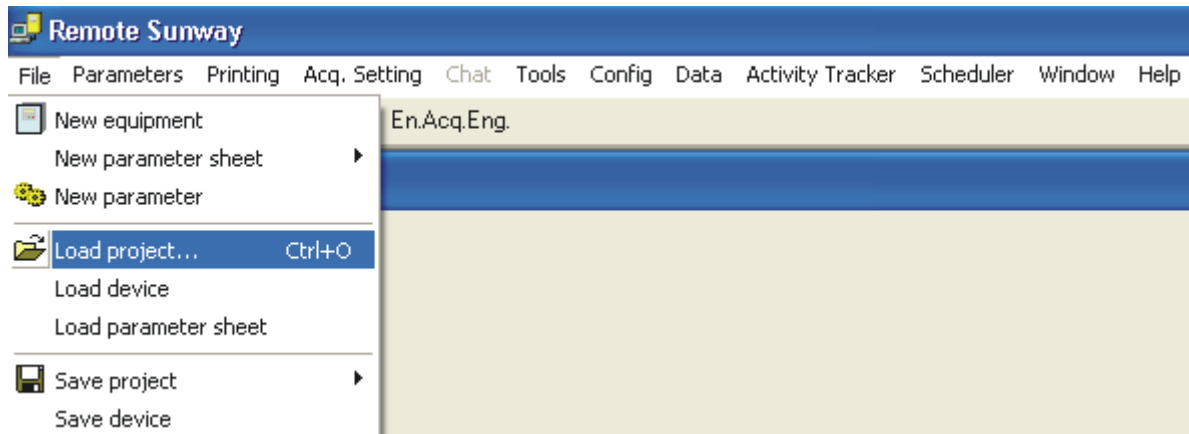 Remote Sunway
File Parameters Printing Acq. Setting Chat Tools Config Data Activity Tracker Scheduler Window Help
New equipment En.Acq.Eng.
New parameter sheet
New parameter
Load project... Ctrl+O
Load device
Load parameter sheet
Save project
Save device